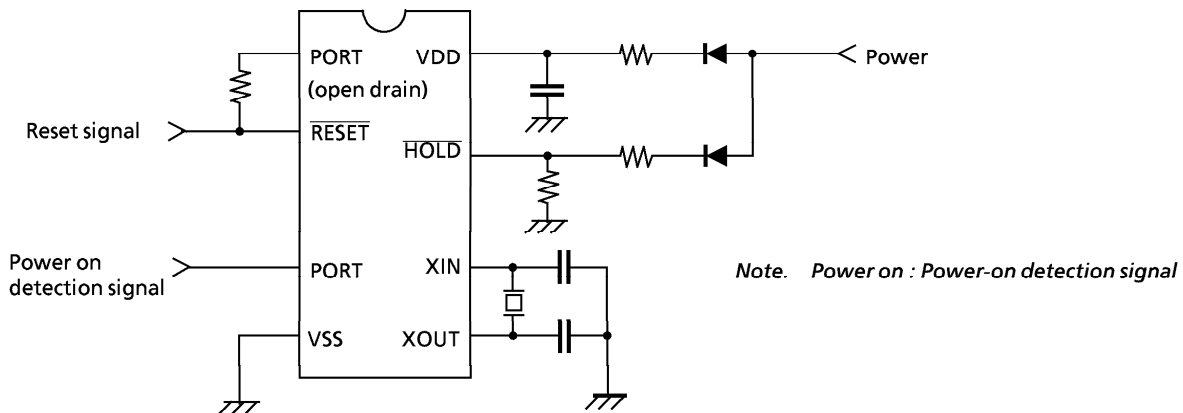 PORT
(open drain)
RESET
PORT
VSS
VDD
HOLD
XIN
XOUT
Reset signal
Power on
detection signal
Power
Note. Power on : Power-on detection signal